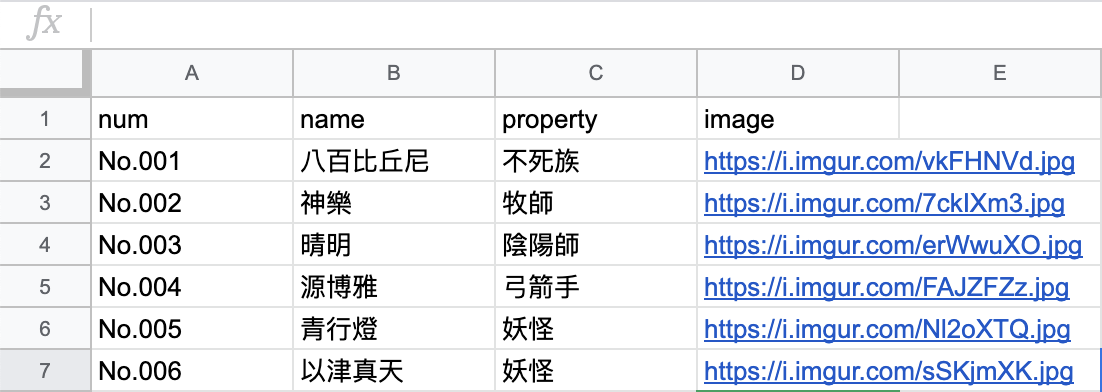 fx
A B C D E
1 num name property image
2 No.001 八百比丘尼 不死族 https://i.imgur.com/vkFHNVd.jpg
3 No.002 神樂 牧師 https://i.imgur.com/7cklXm3.jpg
4 No.003 晴明 陰陽師 https://i.imgur.com/erWwuXO.jpg
5 No.004 源博雅 弓箭手 https://i.imgur.com/FAJZFZz.jpg
6 No.005 青行燈 妖怪 https://i.imgur.com/Nl2oXTQ.jpg
7 No.006 以津真天 妖怪 https://i.imgur.com/sSKjmXK.jpg